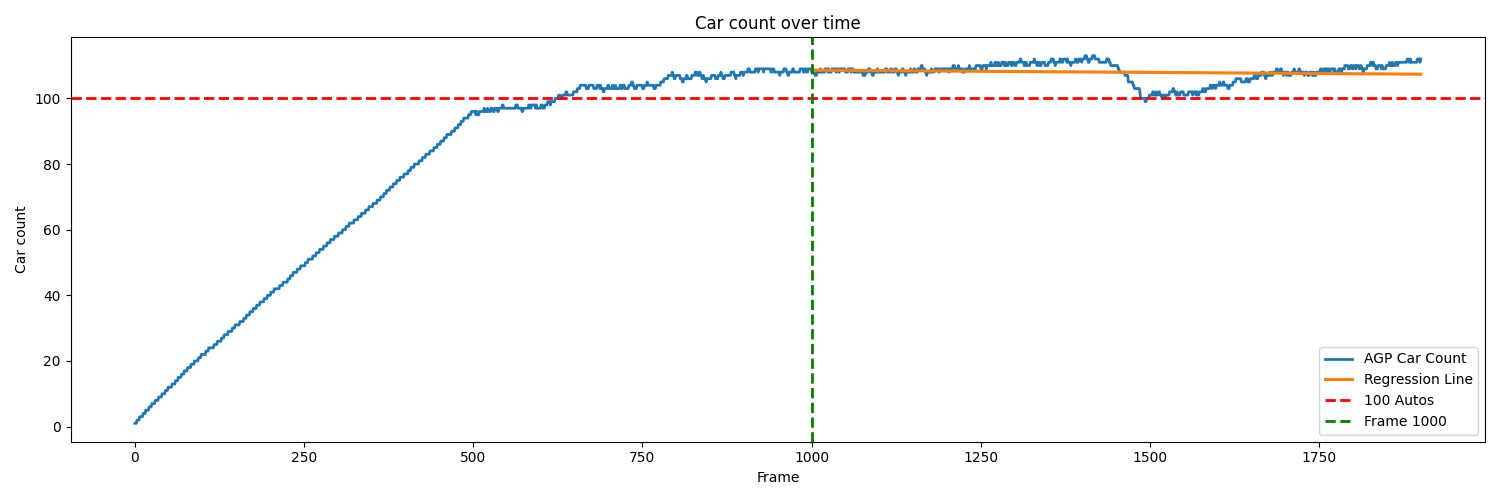 Car count over time
Car count
100
80
60
40
20
0
0 250 500 750 1000 1250 1500 1750
Frame
AGP Car Count
Regression Line
100 Autos
Frame 1000